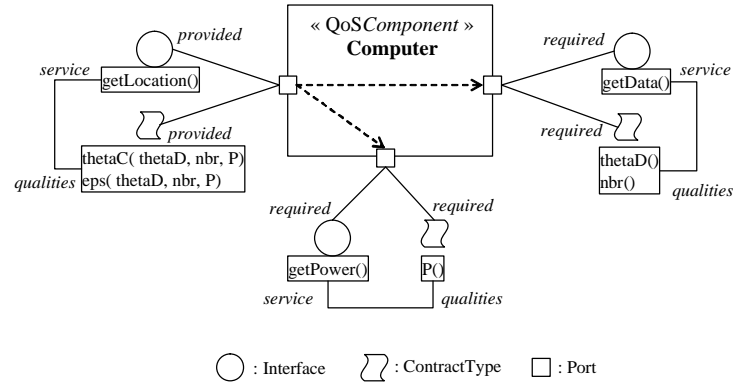 « QoSComponent »
Computer
provided
required
service
getLocation()
getData()
service
provided
required
thetaC( thetaD, nbr, P)
eps( thetaD, nbr, P)
qualities
thetaD()
nbr()
qualities
required
required
getPower()
P()
service
qualities
: Interface
: ContractType
: Port